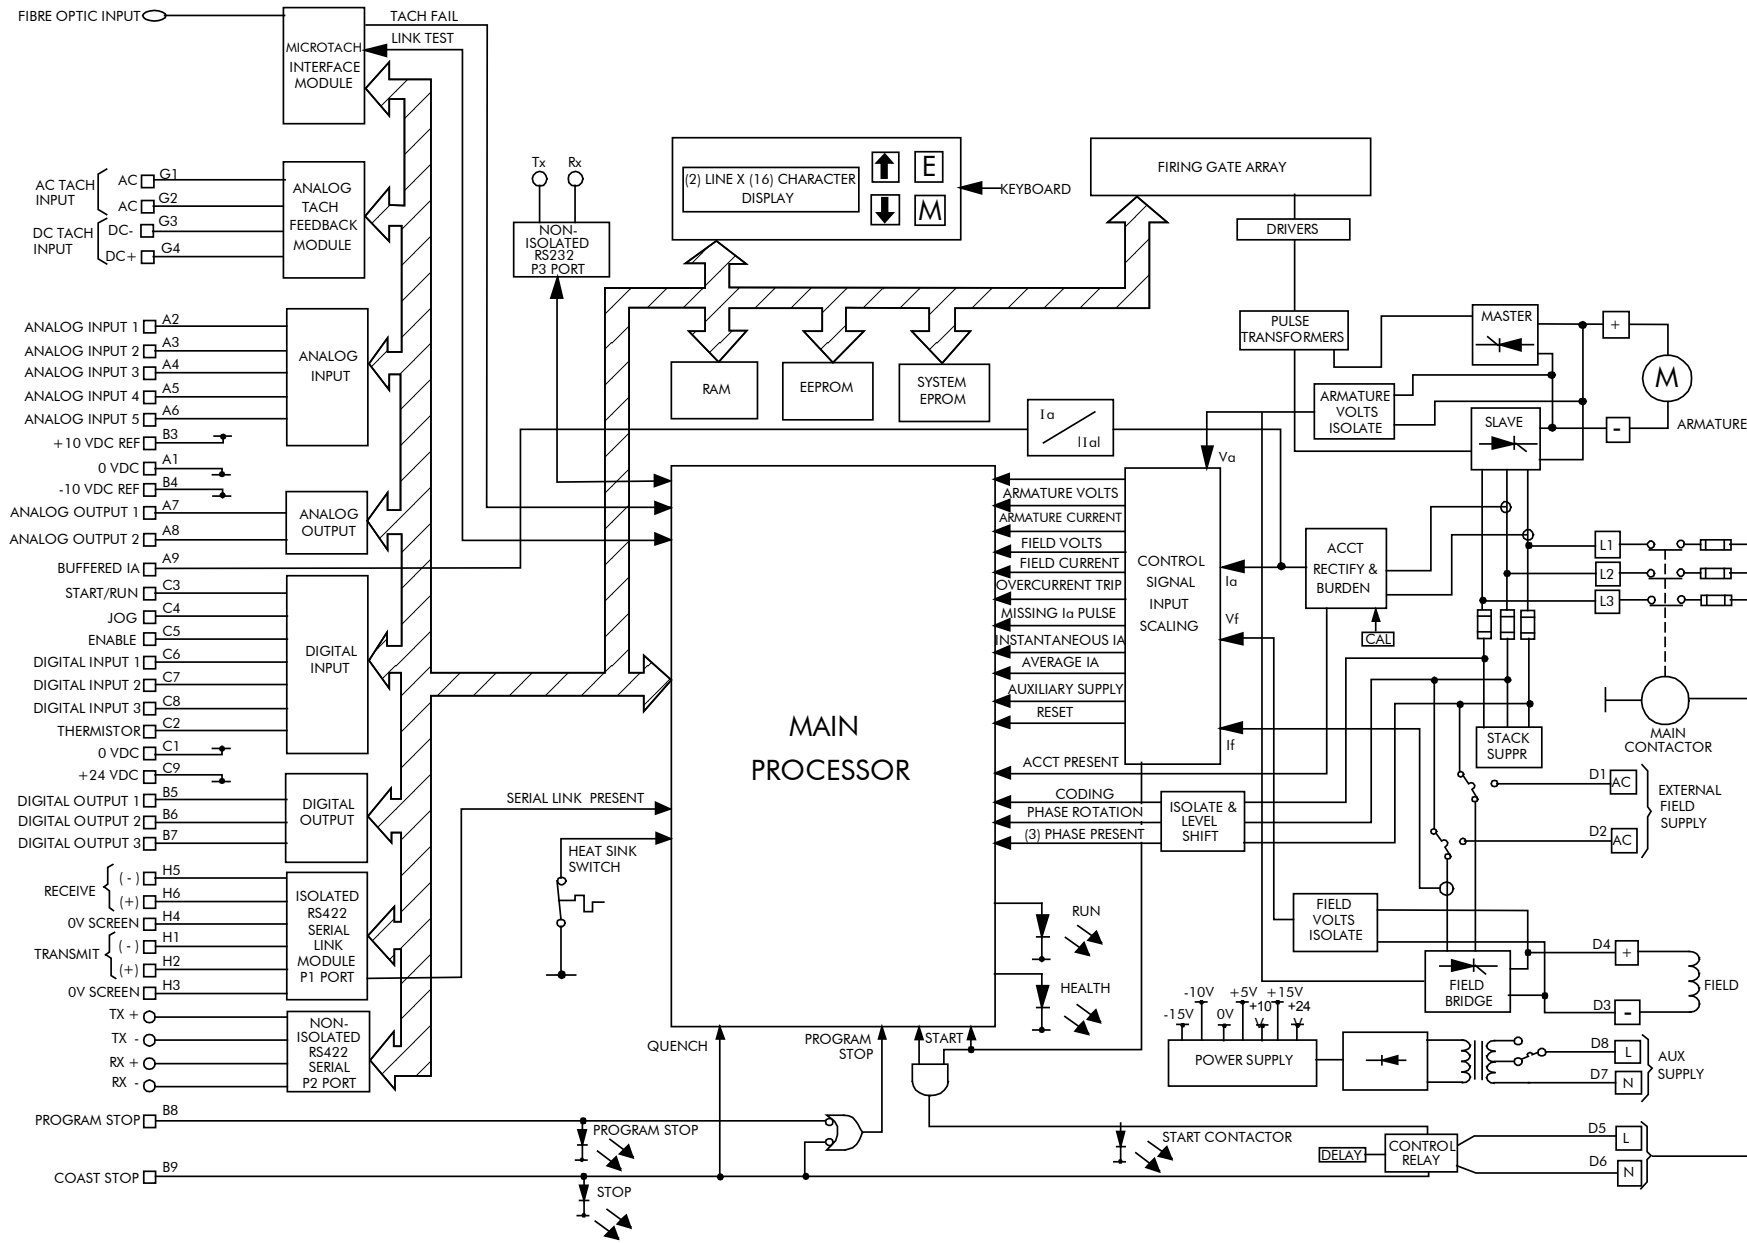 FIBRE OPTIC INPUT
TACH FAIL
LINK TEST
MICROTACH
INTERFACE
MODULE
AC TACH
INPUT
AC G1
AC G2
DC TACH
INPUT
DC- G3
DC+ G4
ANALOG
TACH
FEEDBACK
MODULE
Tx Rx
NON-
ISOLATED
RS232
P3 PORT
(2) LINE X (16) CHARACTER
DISPLAY
E
M
KEYBOARD
FIRING GATE ARRAY
DRIVERS
PULSE
TRANSFORMERS
MASTER
+
M
ARMATURE
-
ARMATURE
VOLTS
ISOLATE
SLAVE
RAM
EEPROM
SYSTEM
EPROM
Ia
IIaI
ANALOG INPUT 1 A2
ANALOG INPUT 2 A3
ANALOG INPUT 3 A4
ANALOG INPUT 4 A5
ANALOG INPUT 5 A6
+10 VDC REF B3
0 VDC A1
-10 VDC REF B4
ANALOG OUTPUT 1 A7
ANALOG OUTPUT 2 A8
BUFFERED IA A9
START/RUN C3
JOG C4
ENABLE C5
DIGITAL INPUT 1 C6
DIGITAL INPUT 2 C7
DIGITAL INPUT 3 C8
THERMISTOR C2
0 VDC C1
+24 VDC C9
DIGITAL OUTPUT 1 B5
DIGITAL OUTPUT 2 B6
DIGITAL OUTPUT 3 B7
RECEIVE
(-) H5
(+) H6
0V SCREEN H4
TRANSMIT
(-) H1
(+) H2
0V SCREEN H3
TX +
TX -
RX +
RX -
PROGRAM STOP B8
COAST STOP B9
ANALOG
INPUT
ANALOG
OUTPUT
DIGITAL
INPUT
DIGITAL
OUTPUT
ISOLATED
RS422
SERIAL
LINK
MODULE
P1 PORT
NON-
ISOLATED
RS422
SERIAL
P2 PORT
SERIAL LINK PRESENT
HEAT SINK
SWITCH
MAIN
PROCESSOR
ARMATURE VOLTS
ARMATURE CURRENT
FIELD VOLTS
FIELD CURRENT
OVERCURRENT TRIP
MISSING Ia PULSE
INSTANTANEOUS IA
AVERAGE IA
AUXILIARY SUPPLY
RESET
ACCT PRESENT
CODING
PHASE ROTATION
(3) PHASE PRESENT
CONTROL
SIGNAL
INPUT
SCALING
Va
Ia
Vf
If
ACCT
RECTIFY &
BURDEN
CAL
ISOLATE &
LEVEL
SHIFT
L1
L2
L3
STACK
SUPPR
MAIN
CONTACTOR
D1 AC
D2 AC
EXTERNAL
FIELD
SUPPLY
RUN
HEALTH
FIELD
VOLTS
ISOLATE
FIELD
BRIDGE
D4 +
D3 -
FIELD
-15V
-10V
0V
+5V
+10
V
+15V
+24
V
POWER SUPPLY
D8 L
D7 N
AUX
SUPPLY
QUENCH
PROGRAM
STOP
START
PROGRAM STOP
STOP
START CONTACTOR
DELAY
CONTROL
RELAY
D5 L
D6 N